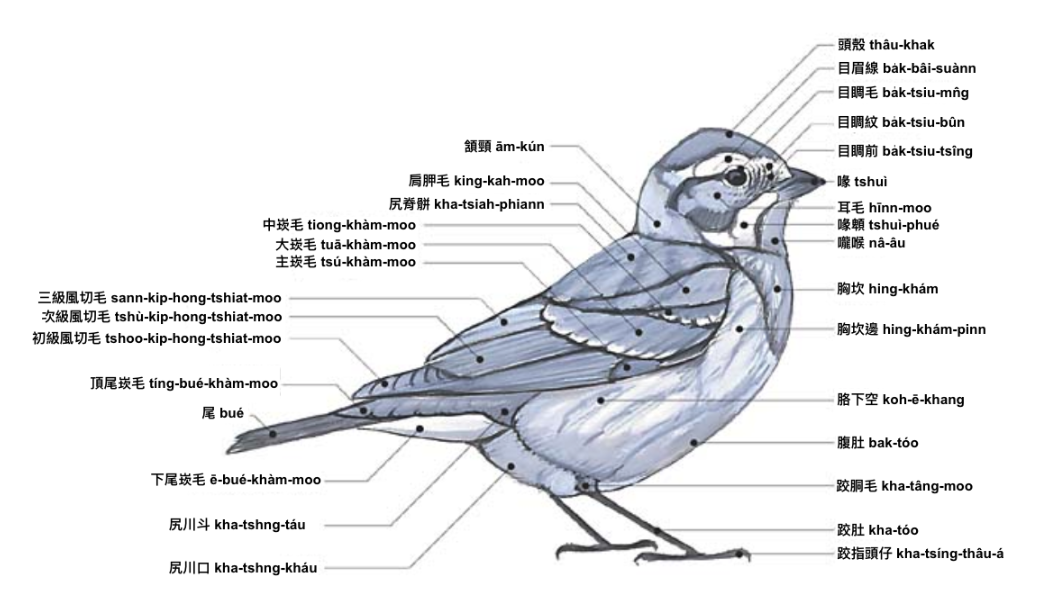 頭殼 thâu-khak
目眉線 ba̍k-bâi-suànn
目睭毛 ba̍k-tsiu-mn̂g
目睭紋 ba̍k-tsiu-bûn
目睭前 ba̍k-tsiu-tsîng
喙 tshuì
耳毛 hīnn-moo
喙䫌 tshuì-phué
嚨喉 nâ-âu
胸坎 hing-khám
胸坎邊 hing-khám-pinn
胳下空 koh-ē-khang
腹肚 bak-tóo
跤胴毛 kha-tâng-moo
跤肚 kha-tóo
跤指頭仔 kha-tsíng-thâu-á
頷頸 ām-kún
肩胛毛 king-kah-moo
尻脊骿 kha-tsiah-phiann
中崁毛 tiong-khàm-moo
大崁毛 tuā-khàm-moo
主崁毛 tsú-khàm-moo
三級風切毛 sann-kip-hong-tshiat-moo
次級風切毛 tshù-kip-hong-tshiat-moo
初級風切毛 tshoo-kip-hong-tshiat-moo
頂尾崁毛 tíng-bué-khàm-moo
尾 bué
下尾崁毛 ē-bué-khàm-moo
尻川斗 kha-tshng-táu
尻川口 kha-tshng-kháu